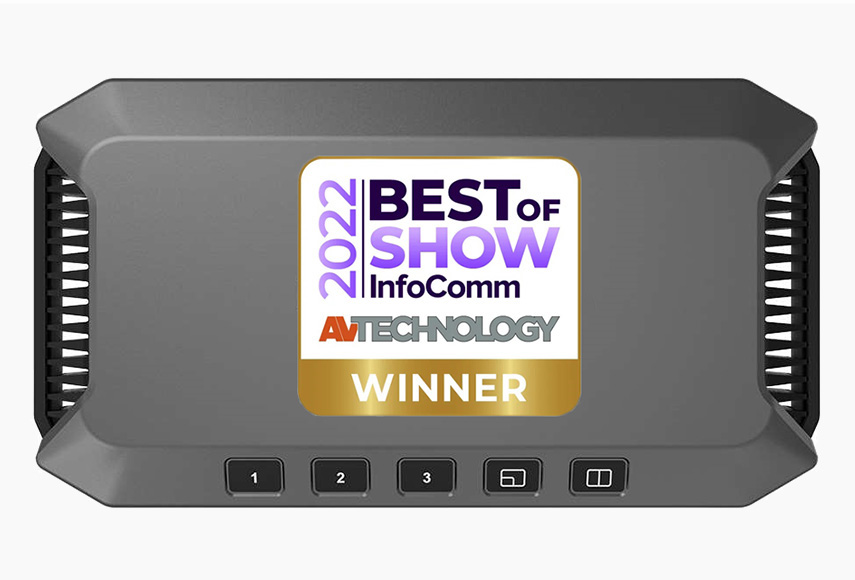 2022
BEST OF
SHOW
InfoComm
AVTECHNOLOGY
WINNER
1 2 3